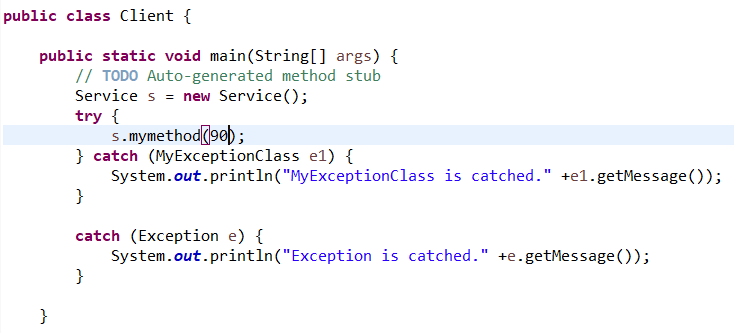 public class Client {
public static void main(String[] args) {
// TODO Auto-generated method stub
Service s = new Service();
try {
s.mymethod(90);
} catch (MyExceptionClass e1) {
System.out.println("MyExceptionClass is catched." +e1.getMessage());
}
catch (Exception e) {
System.out.println("Exception is catched." +e.getMessage());
}
}